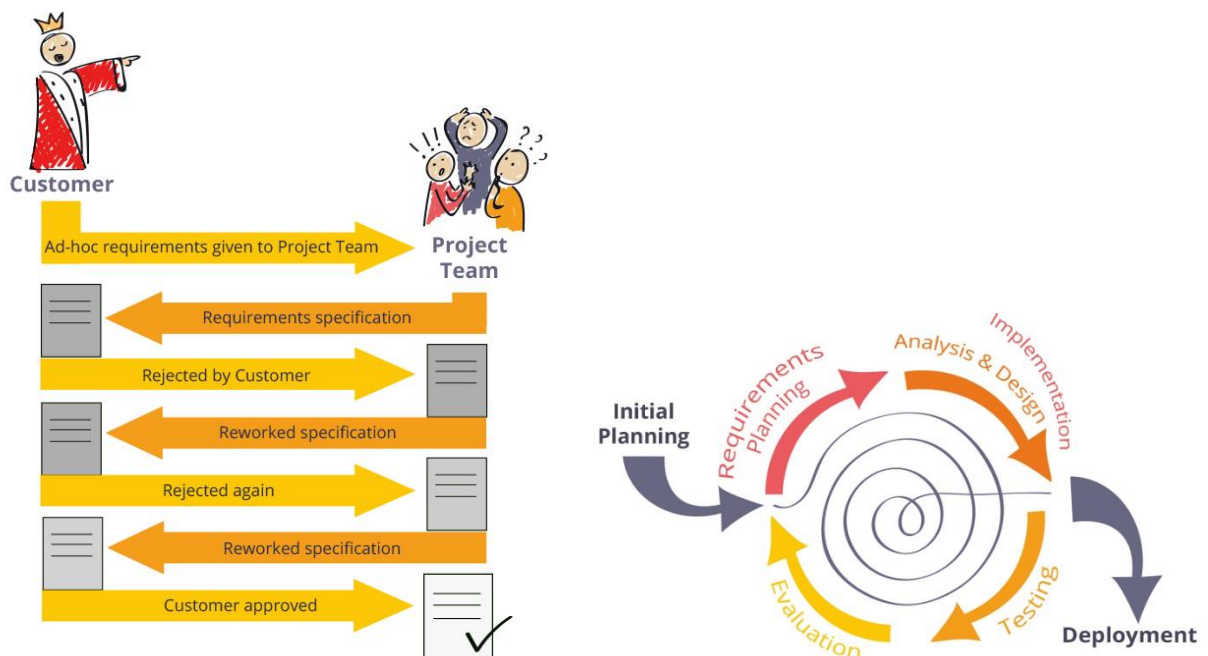 Customer
Ad-hoc requirements given to Project Team
Project
Team
Requirements specification
Rejected by Customer
Reworked specification
Rejected again
Reworked specification
Customer approved
!!!
???
Initial
Planning
Requirements
Planning
Analysis & Design
Implementation
Testing
Evaluation
Deployment